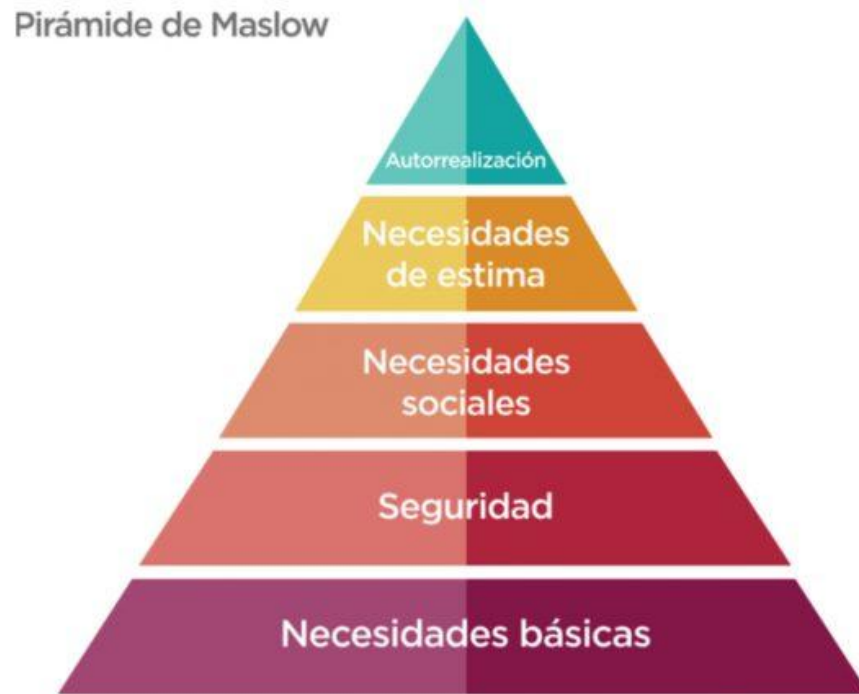 Pirámide de Maslow
Autorrealización
Necesidades
de estima
Necesidades
sociales
Seguridad
Necesidades básicas